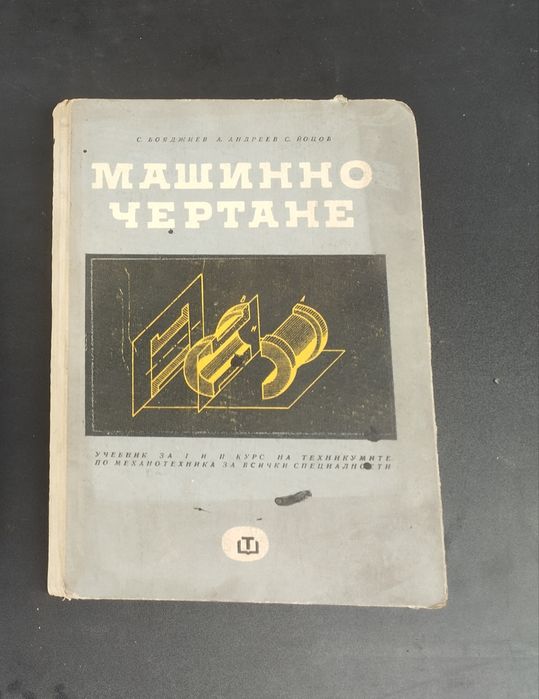 С. БОЯДЖИЕВ А. АНДРЕЕВ С. ЙОЦОВ
МАШИННО
ЧЕРТАНЕ
УЧЕБНИК ЗА I И II КУРС НА ТЕХНИКУМИТЕ
ПО МЕХАНОТЕХНИКА ЗА ВСИЧКИ СПЕЦИАЛНОСТИ
Т